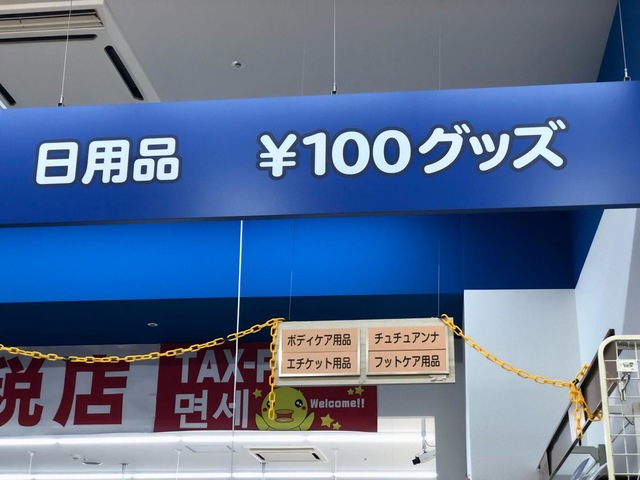 日用品 ¥100グッズ
ボディケア用品 チュチュアンナ
エチケット用品 フットケア用品
税店
TAX-F
면세
Welcome!!